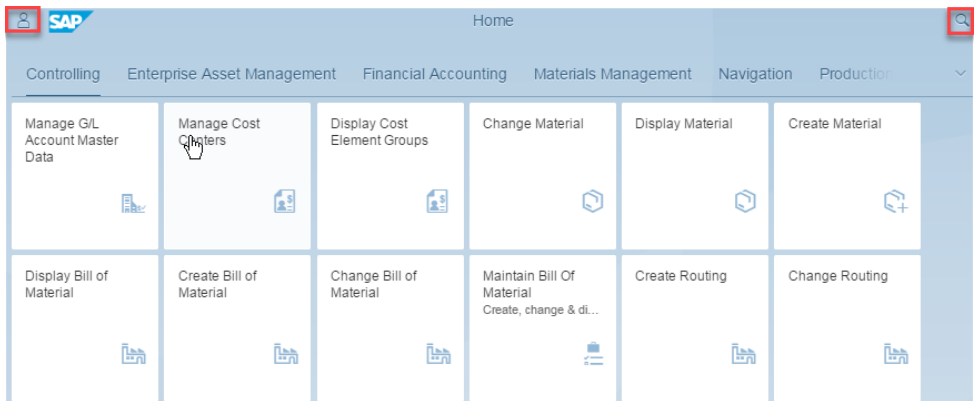 SAP Home
Controlling Enterprise Asset Management Financial Accounting Materials Management Navigation Production
Manage G/L
Account Master
Data
Manage Cost
Centers
Display Cost
Element Groups
Change Material
Display Material
Create Material
Display Bill of
Material
Create Bill of
Material
Change Bill of
Material
Maintain Bill Of
Material
Create, change & di...
Create Routing
Change Routing